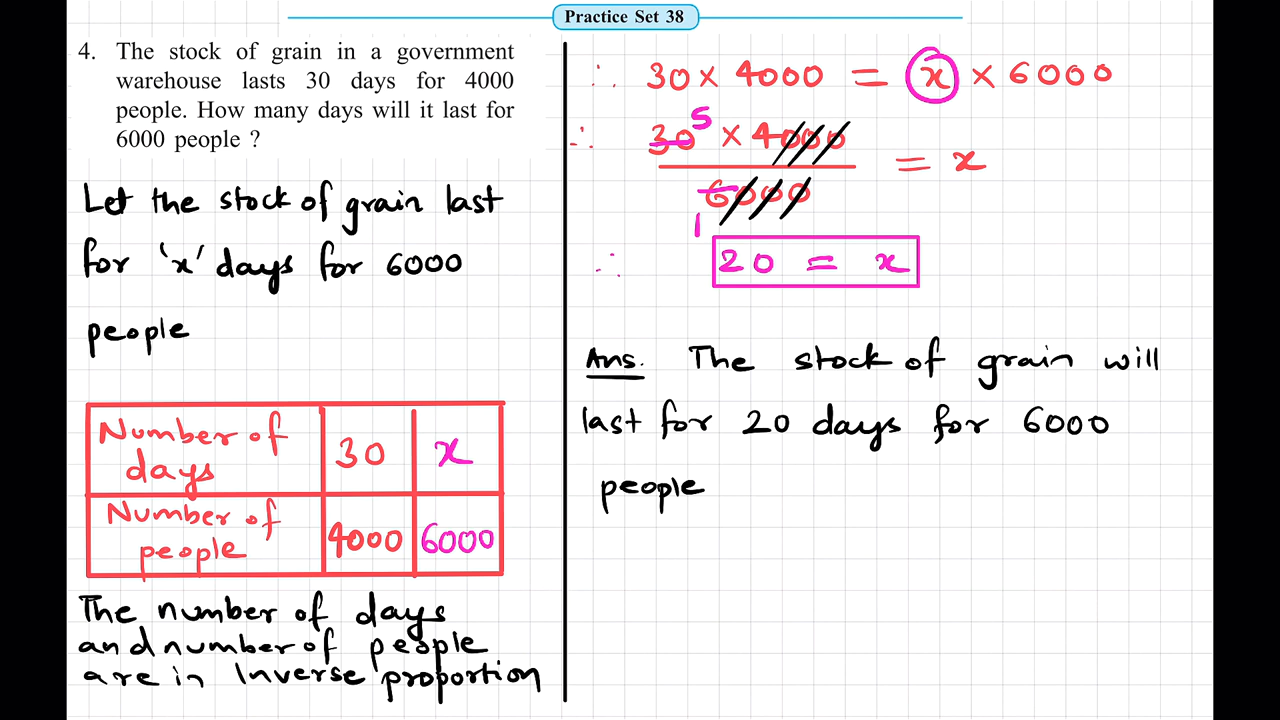 Practice Set 38
4. The stock of grain in a government
warehouse lasts 30 days for 4000
people. How many days will it last for
6000 people ?
Let the stock of grain last
for 'x' days for 6000
people
Number of days 30 x
Number of people 4000 6000
The number of days
and number of people
are in Inverse proportion
∴ 30 × 4000 = x × 6000
∴ 30 5 × 4000
6000 1 = x
∴ 20 = x
Ans. The stock of grain will
last for 20 days for 6000
people